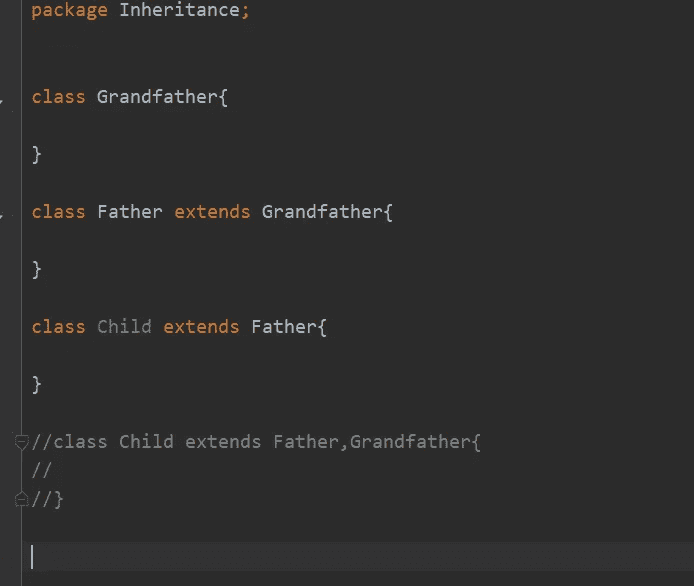 package Inheritance;
class Grandfather{
}
class Father extends Grandfather{
}
class Child extends Father{
}
//class Child extends Father,Grandfather{
//
//}